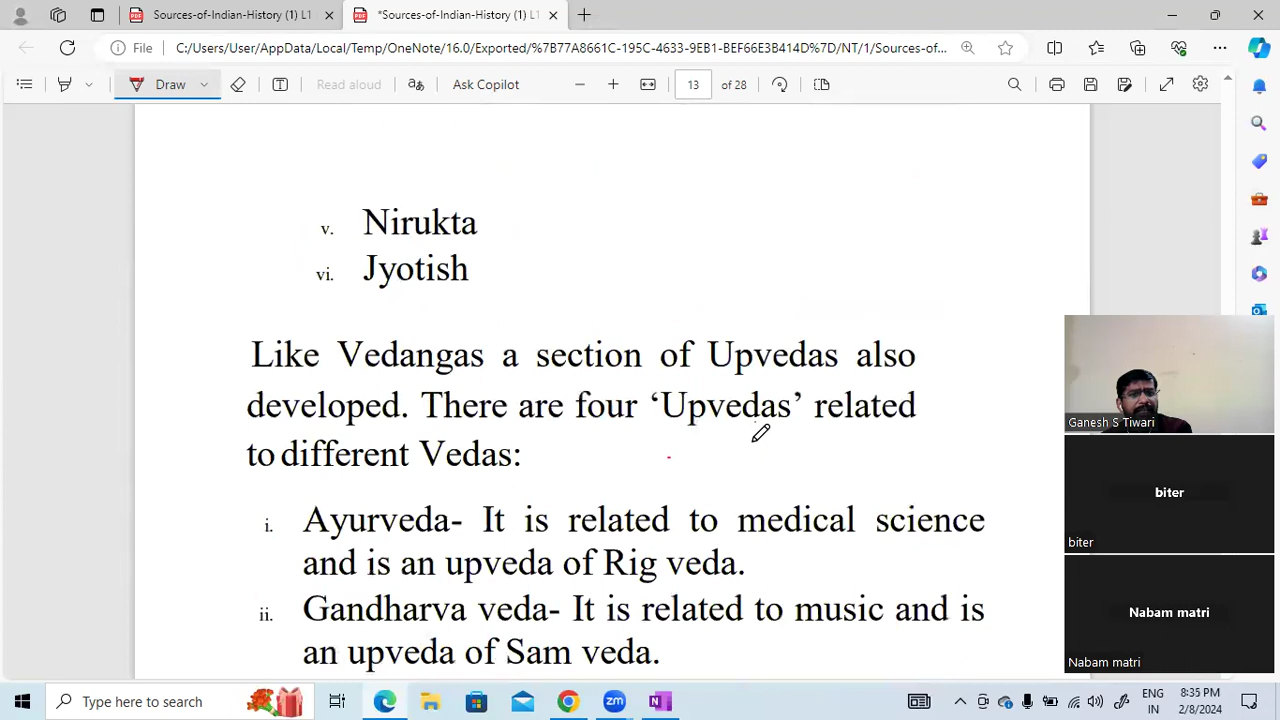 Sources-of-Indian-History (1) L1
*Sources-of-Indian-History (1) L1
File
C:/Users/User/AppData/Local/Temp/OneNote/16.0/Exported/%7B77A8661C-195C-4633-9EB1-BEF66E3B414D%7D/NT/1/Sources-of...
Draw
Read aloud
Ask Copilot
13
of 28
v. Nirukta
vi. Jyotish
Like Vedangas a section of Upvedas also
developed. There are four ‘Upvedas’ related
to different Vedas:
i. Ayurveda- It is related to medical science
and is an upveda of Rig veda.
ii. Gandharva veda- It is related to music and is
an upveda of Sam veda.
Ganesh S Tiwari
biter
biter
Nabam matri
Nabam matri
Type here to search
ENG
IN
8:35 PM
2/8/2024